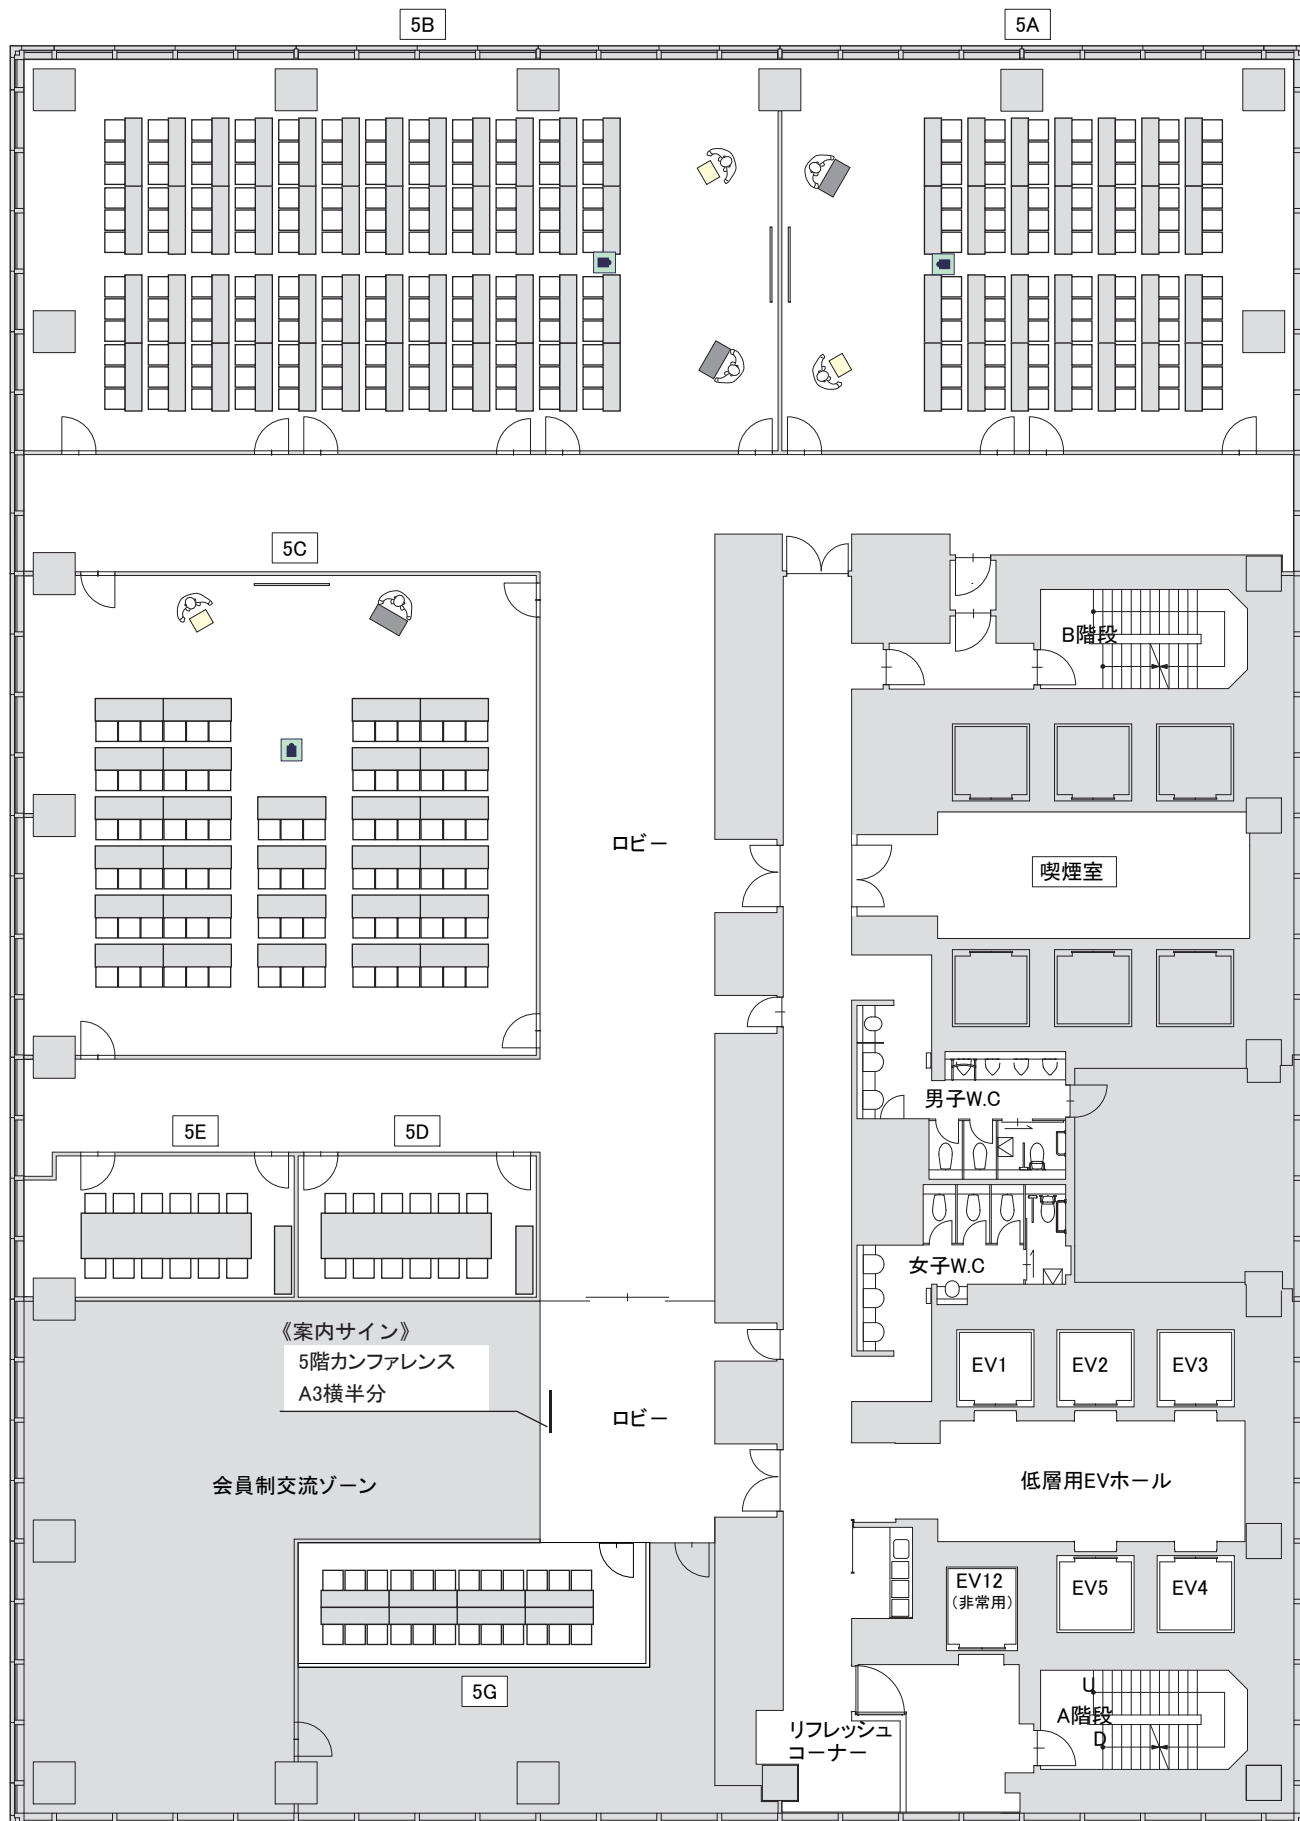 5B
5A
5C
B階段
ロビー
喫煙室
男子W.C
5E
5D
女子W.C
《案内サイン》
5階カンファレンス
A3横半分
EV1
EV2
EV3
ロビー
会員制交流ゾーン
低層用EVホール
EV12
(非常用)
EV5
EV4
5G
U
A階段
D
リフレッシュ
コーナー